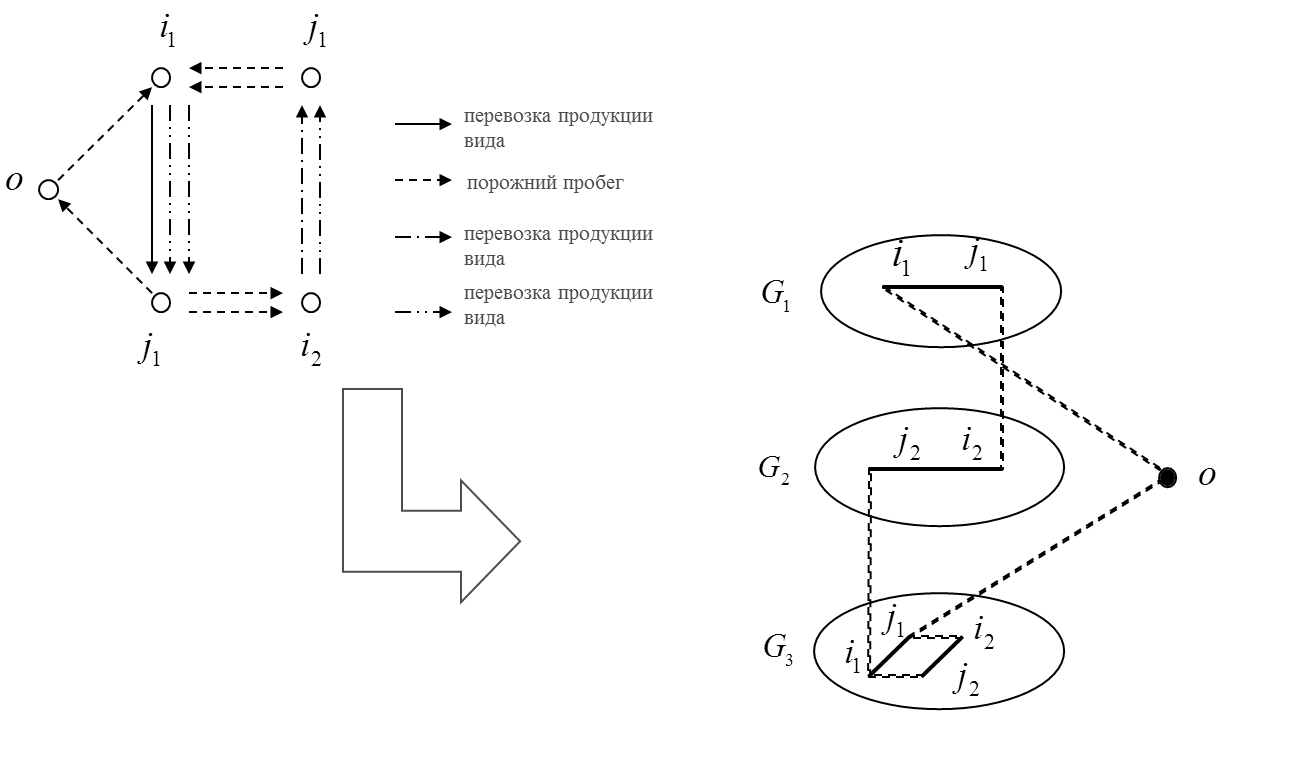 i₁
j₁
o
j₁
i₂
перевозка продукции
вида
порожний пробег
перевозка продукции
вида
перевозка продукции
вида
G₁
i₁
j₁
G₂
j₂
i₂
o
G₃
j₁
i₂
i₁
j₂